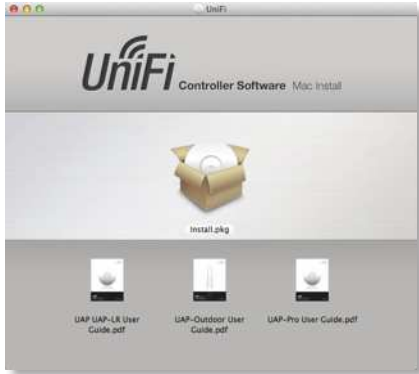 UniFi
UniFi Controller Software Mac Install
Install.pkg
UAP UAP-LR User
Guide.pdf
UAP-Outdoor User
Guide.pdf
UAP-Pro User Guide.pdf